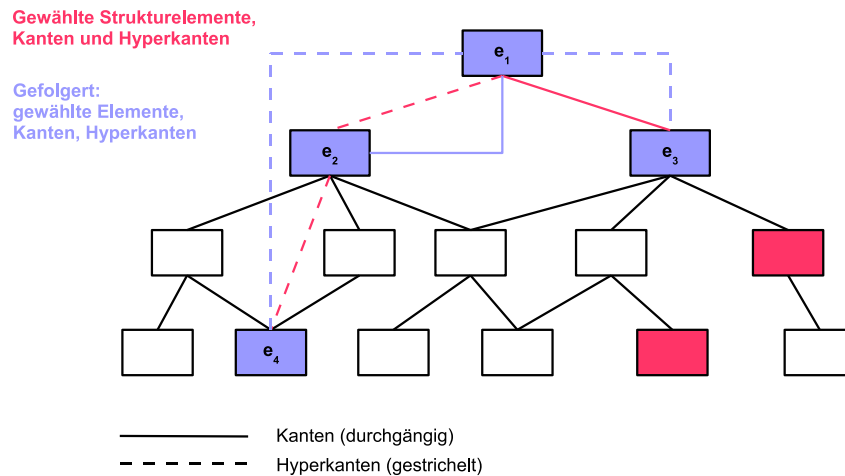 Gewählte Strukturelemente,
Kanten und Hyperkanten
Gefolgert:
gewählte Elemente,
Kanten, Hyperkanten
e₁
e₂
e₃
e₄
Kanten (durchgängig)
Hyperkanten (gestrichelt)